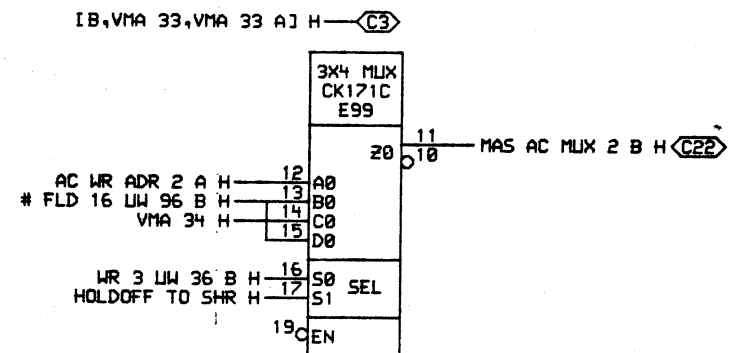 [B,VMA 33,VMA 33 A] H C3
3X4 MUX
CK171C
E99
Z0 11 MAS AC MUX 2 B H C22
10
AC WR ADR 2 A H 12 A0
# FLD 16 UW 96 B H 13 B0
VMA 34 H 14 C0
15 D0
WR 3 UW 36 B H 16 S0 SEL
HOLDOFF TO SHR H 17 S1
19 EN